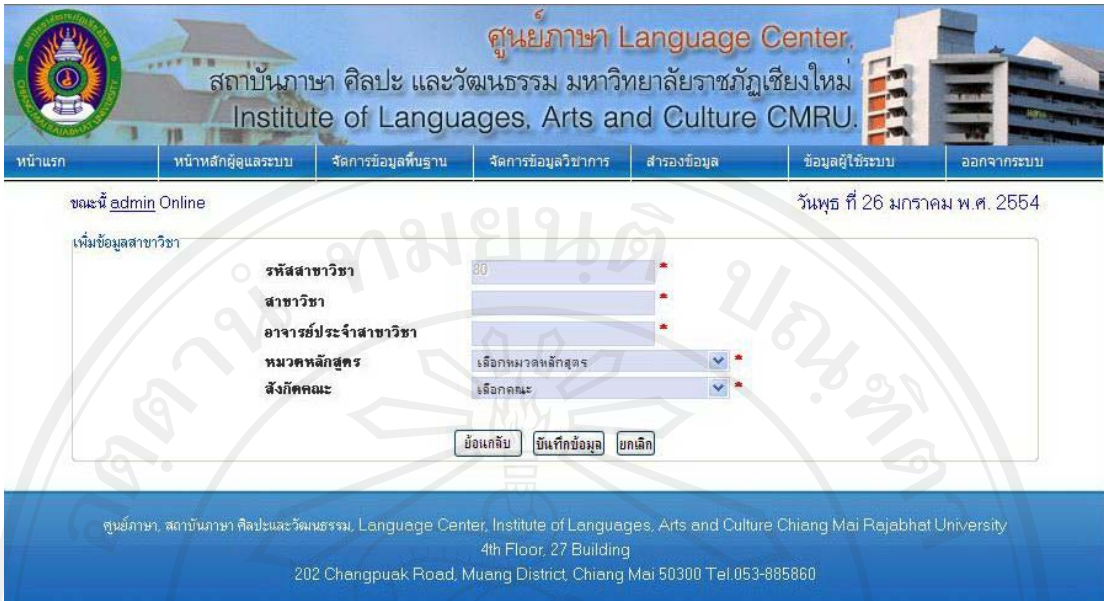 ศูนย์ภาษา Language Center.
สถาบันภาษา ศิลปะ และวัฒนธรรม มหาวิทยาลัยราชภัฏเชียงใหม่
Institute of Languages, Arts and Culture CMRU.
หน้าแรก หน้าหลักผู้ดูแลระบบ จัดการข้อมูลพื้นฐาน จัดการข้อมูลวิชาการ สำรองข้อมูล ข้อมูลผู้ใช้ระบบ ออกจากระบบ
ขณะนี้ admin Online วันพุธ ที่ 26 มกราคม พ.ศ. 2554
เพิ่มข้อมูลสาขาวิชา
รหัสสาขาวิชา 80 *
สาขาวิชา *
อาจารย์ประจำสาขาวิชา *
หมวดหลักสูตร เลือกหมวดหลักสูตร *
สังกัดคณะ เลือกคณะ *
ย้อนกลับ บันทึกข้อมูล ยกเลิก
ศูนย์ภาษา, สถาบันภาษา ศิลปะและวัฒนธรรม, Language Center, Institute of Languages, Arts and Culture Chiang Mai Rajabhat University
4th Floor, 27 Building
202 Changpuak Road, Muang District, Chiang Mai 50300 Tel.053-885860